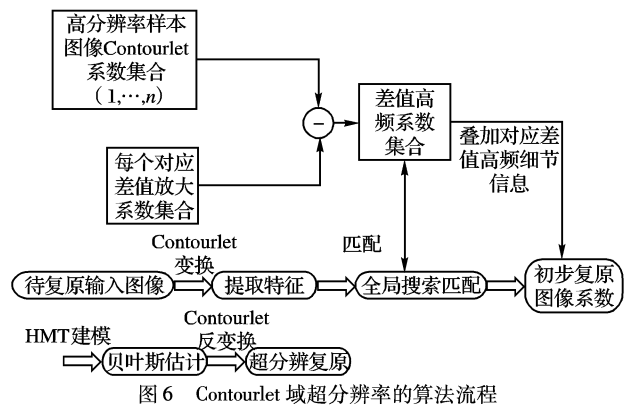 高分辨率样本
图像Contourlet
系数集合
(1,…,n)
−
差值高
频系数
集合
叠加对应差
值高频细节
信息
每个对应
差值放大
系数集合
Contourlet
变换
匹配
待复原输入图像
提取特征
全局搜索匹配
初步复原
图像系数
HMT建模
Contourlet
反变换
贝叶斯估计
超分辨复原
图6 Contourlet 域超分辨率的算法流程